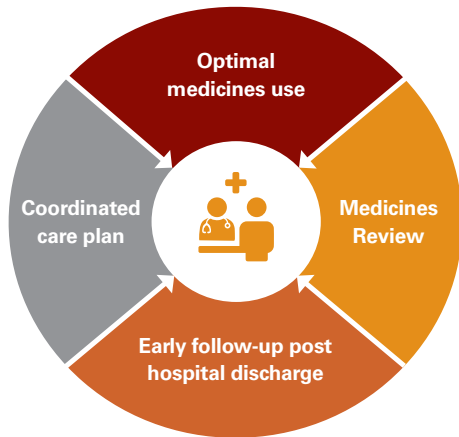 Optimal
medicines use
Coordinated
care plan
Medicines
Review
Early follow-up post
hospital discharge